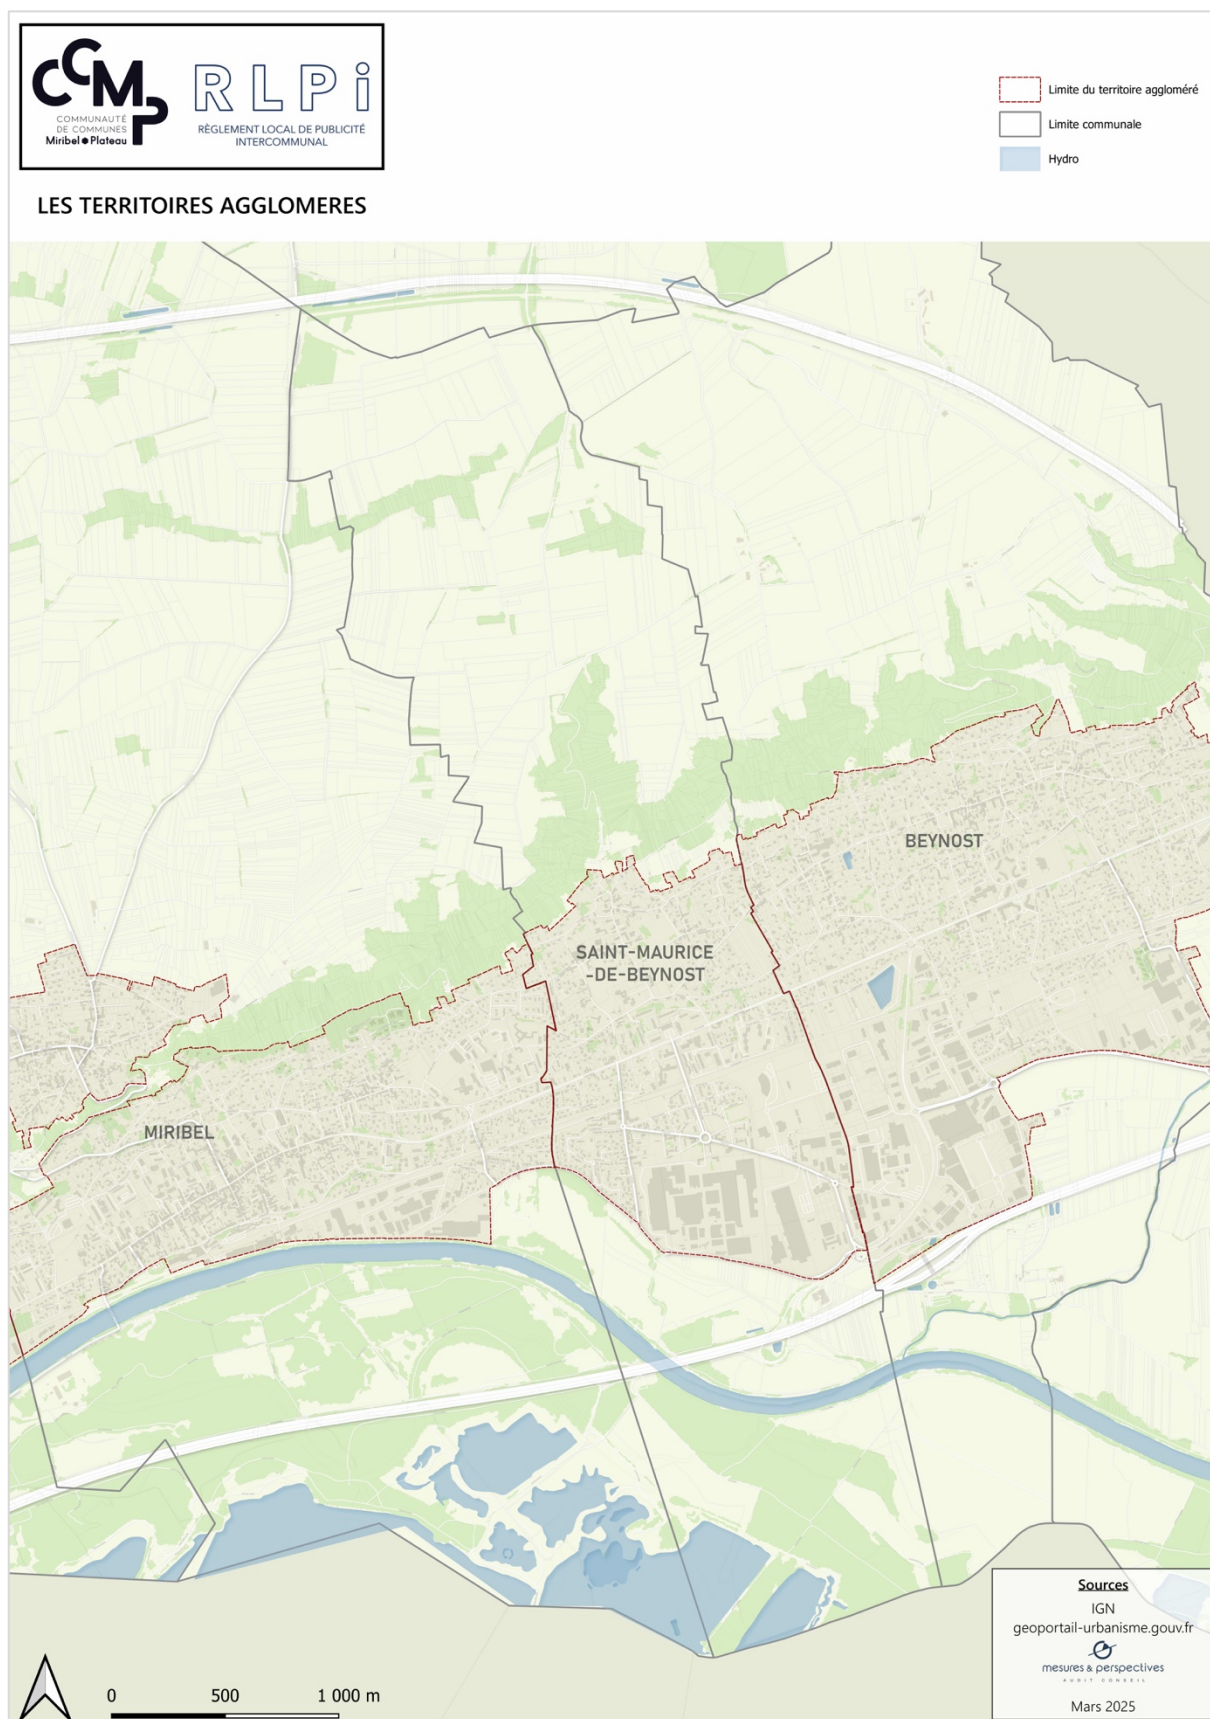 CCMP
COMMUNAUTÉ
DE COMMUNES
Miribel Plateau
RLPi
RÈGLEMENT LOCAL DE PUBLICITÉ
INTERCOMMUNAL
Limite du territoire aggloméré
Limite communale
Hydro
LES TERRITOIRES AGGLOMERES
BEYNOST
SAINT-MAURICE
-DE-BEYNOST
MIRIBEL
Sources
IGN
geoportail-urbanisme.gouv.fr
mesures & perspectives
AUDIT CONSEIL
Mars 2025
0 500 1 000 m